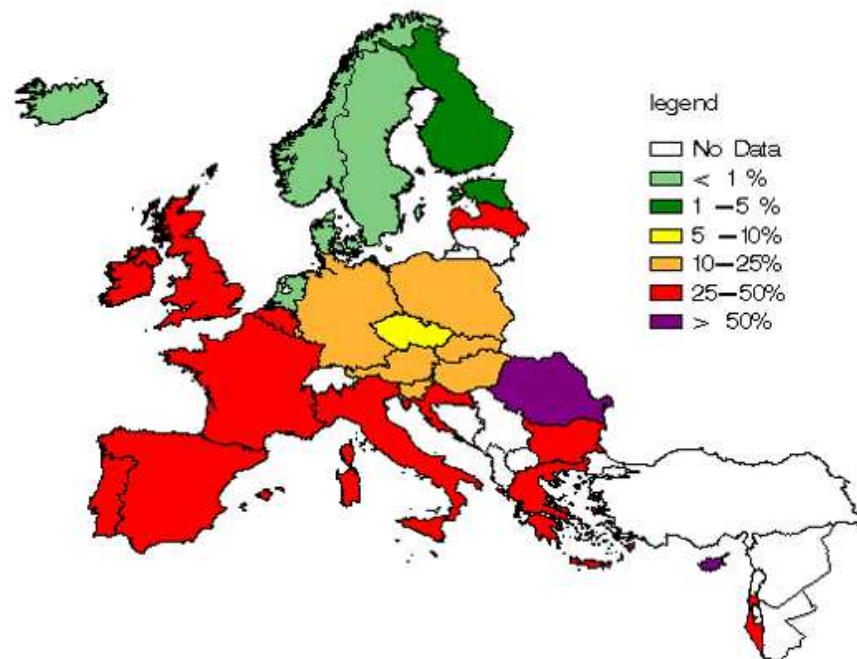 legend
No Data
< 1 %
1 –5 %
5 –10%
10–25%
25–50%
> 50%